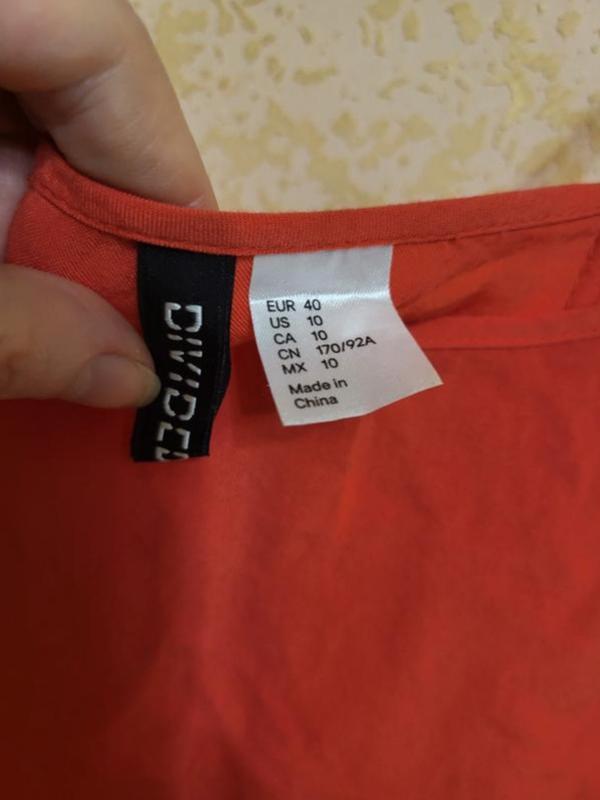 DIVIDED
EUR 40
US 10
CA 10
CN 170/92A
MX 10
Made in
China